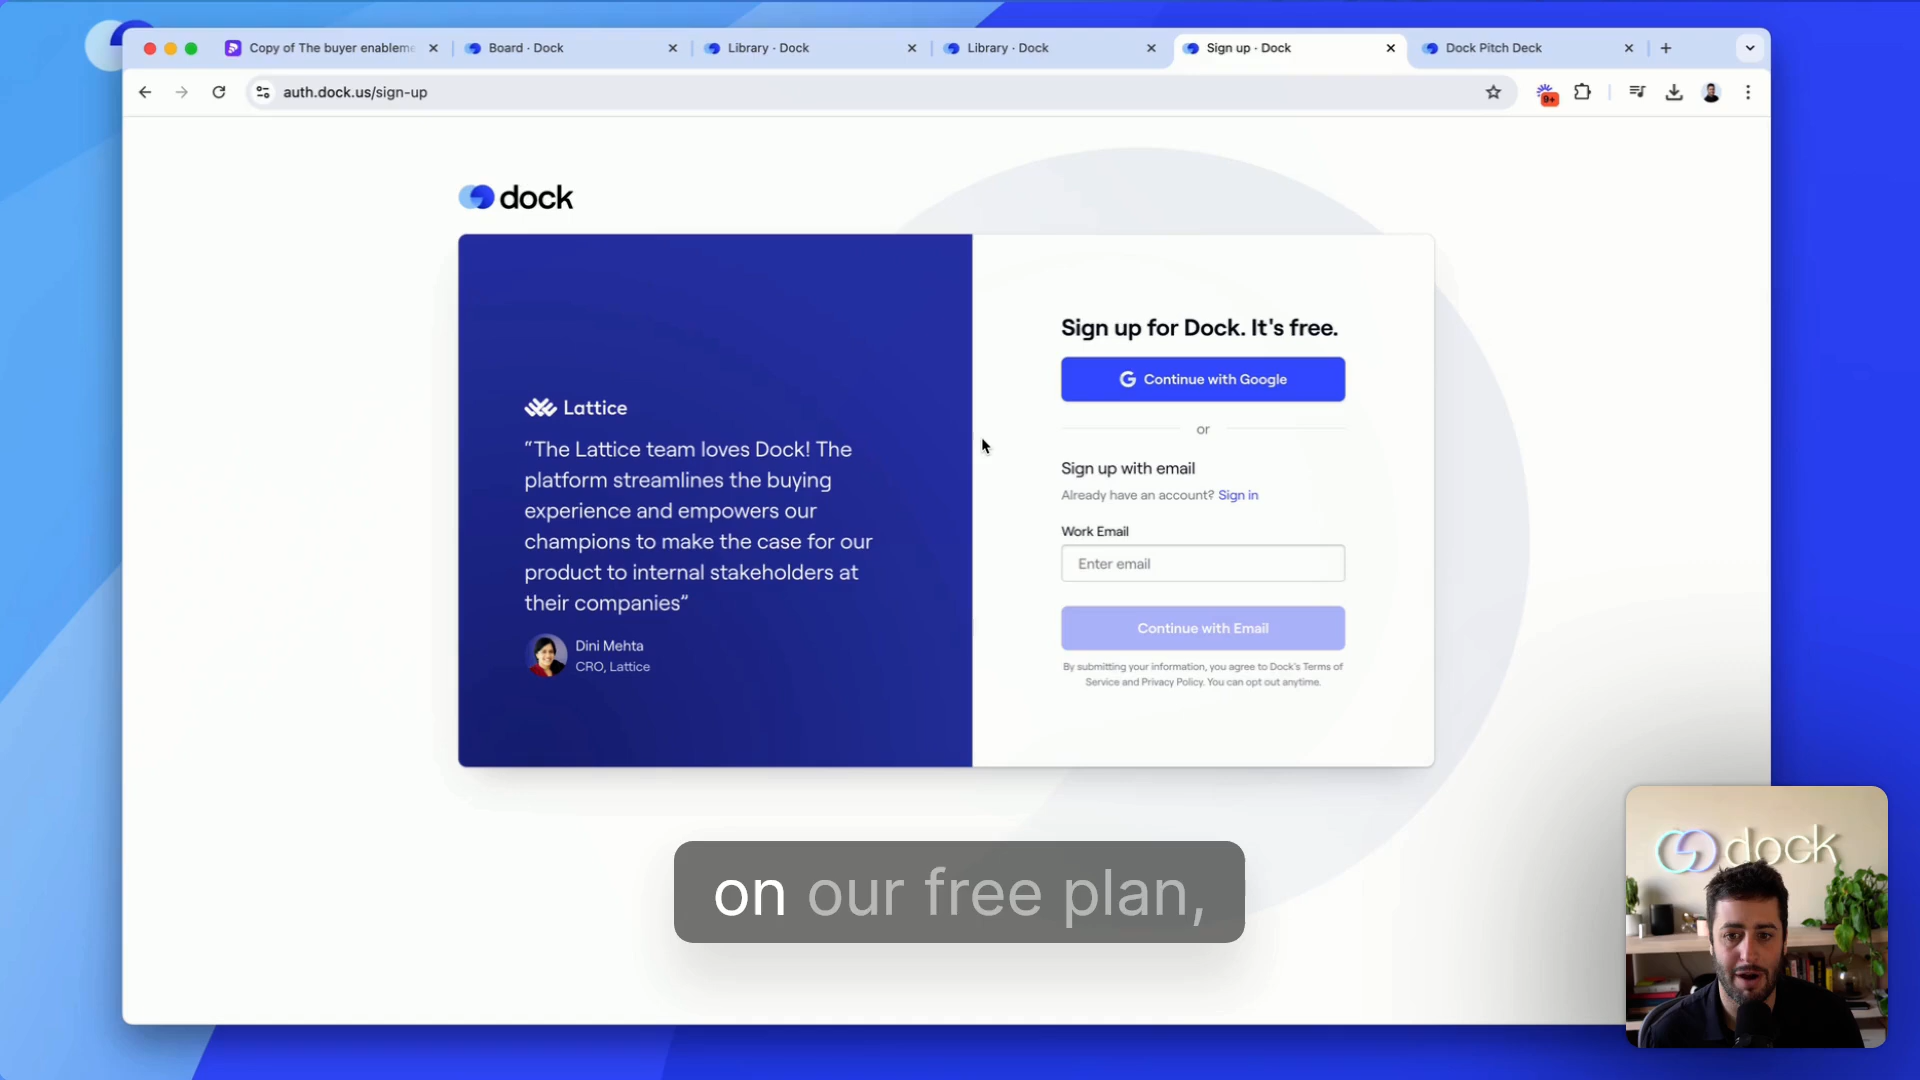 Copy of The buyer enableme
Board · Dock
Library · Dock
Library · Dock
Sign up · Dock
Dock Pitch Deck
auth.dock.us/sign-up
9+
dock
Lattice
“The Lattice team loves Dock! The
platform streamlines the buying
experience and empowers our
champions to make the case for our
product to internal stakeholders at
their companies”
Dini Mehta
CRO, Lattice
Sign up for Dock. It's free.
G Continue with Google
or
Sign up with email
Already have an account? Sign in
Work Email
Enter email
Continue with Email
By submitting your information, you agree to Dock's Terms of
Service and Privacy Policy. You can opt out anytime.
on our free plan,
dock